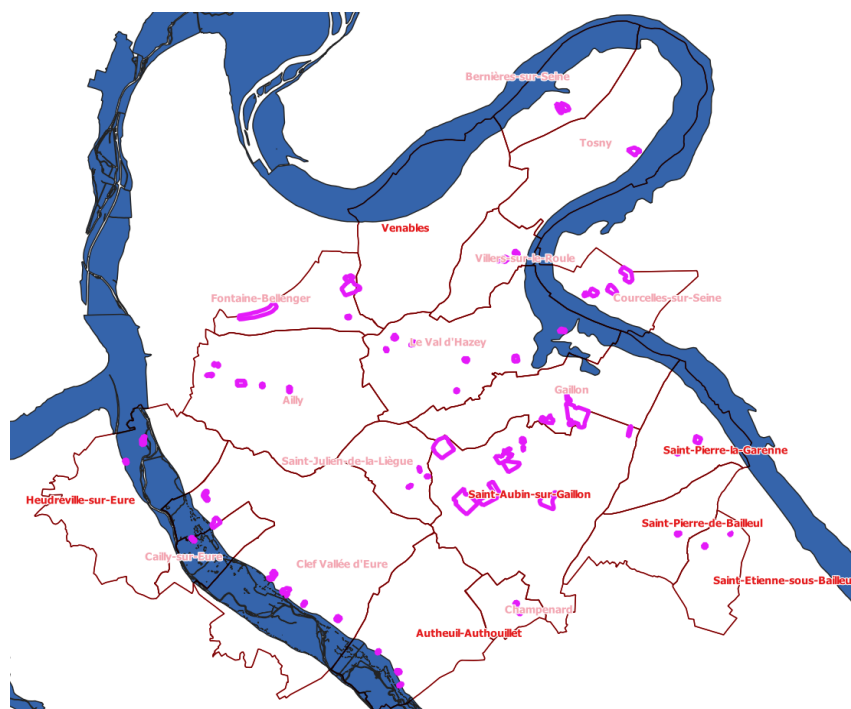 Bernières-sur-Seine
Tosny
Venables
Villers-sur-le-Roule
Fontaine-Bellenger
Courcelles-sur-Seine
Le Val d'Hazey
Gaillon
Ailly
Saint-Pierre-la-Garenne
Saint-Julien-de-la-Liègue
Heudreville-sur-Eure
Saint-Aubin-sur-Gaillon
Saint-Pierre-de-Bailleul
Cailly-sur-Eure
Clef Vallée d'Eure
Saint-Etienne-sous-Bailleu
Champenard
Autheuil-Authouillet